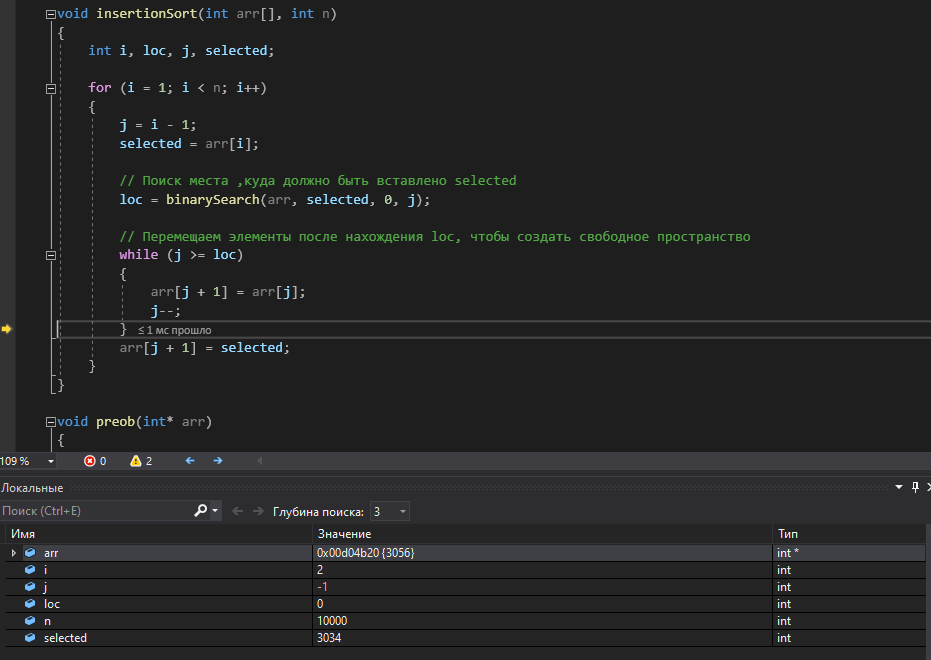 void insertionSort(int arr[], int n)
{
int i, loc, j, selected;
for (i = 1; i < n; i++)
{
j = i - 1;
selected = arr[i];
// Поиск места ,куда должно быть вставлено selected
loc = binarySearch(arr, selected, 0, j);
// Перемещаем элементы после нахождения loc, чтобы создать свободное пространство
while (j >= loc)
{
arr[j + 1] = arr[j];
j--;
} ≤ 1 мс прошло
arr[j + 1] = selected;
}
}
void preob(int* arr)
{
109 % 0 2
Локальные
Поиск (Ctrl+E) Глубина поиска: 3
Имя Значение Тип
arr 0x00d04b20 {3056} int *
i 2 int
j -1 int
loc 0 int
n 10000 int
selected 3034 int